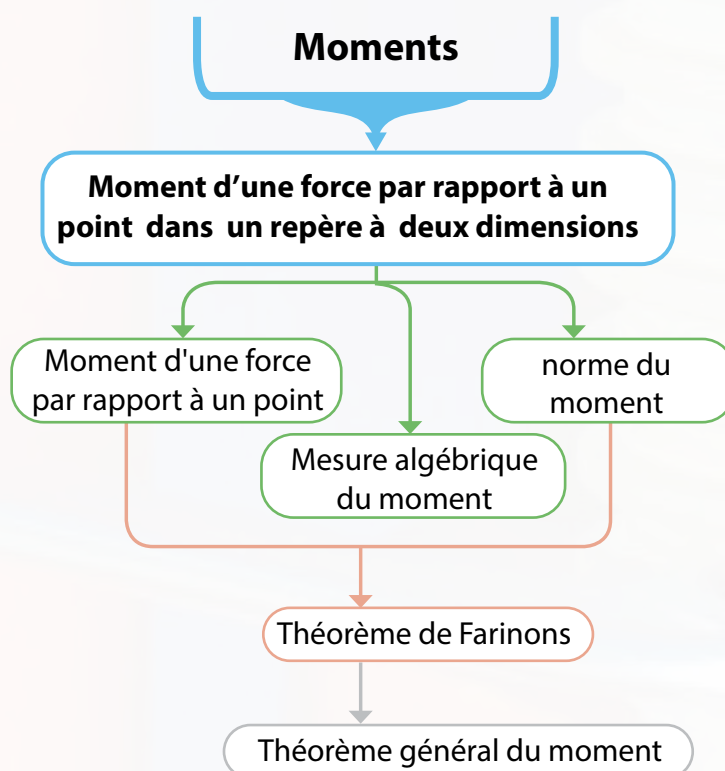 Moments
Moment d’une force par rapport à un
point dans un repère à deux dimensions
Moment d'une force
par rapport à un point
norme du
moment
Mesure algébrique
du moment
Théorème de Farinons
Théorème général du moment